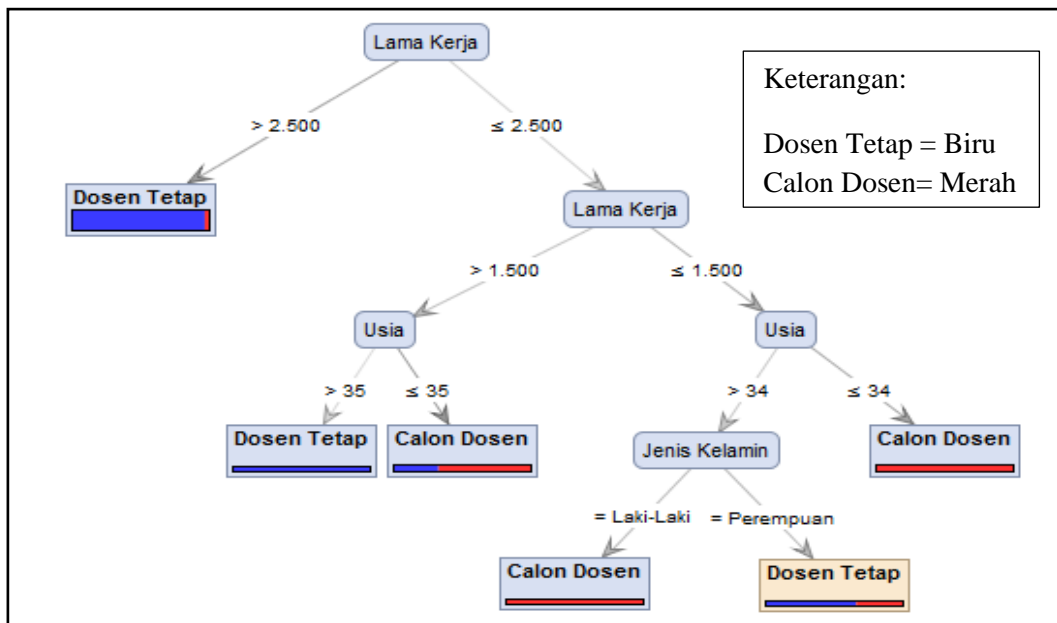 Lama Kerja
Keterangan:
Dosen Tetap = Biru
Calon Dosen= Merah
> 2.500
≤ 2.500
Dosen Tetap
Lama Kerja
> 1.500
≤ 1.500
Usia
Usia
> 35
≤ 35
> 34
≤ 34
Dosen Tetap
Calon Dosen
Jenis Kelamin
Calon Dosen
= Laki-Laki
= Perempuan
Calon Dosen
Dosen Tetap